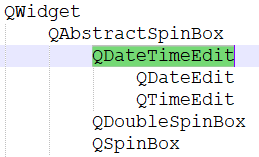 QWidget
QAbstractSpinBox
QDateTimeEdit
QDateEdit
QTimeEdit
QDoubleSpinBox
QSpinBox